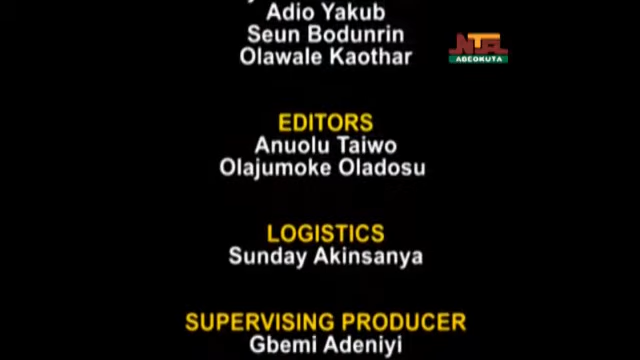 Adio Yakub
Seun Bodunrin
Olawale Kaothar
NTA
ABEOKUTA
EDITORS
Anuolu Taiwo
Olajumoke Oladosu
LOGISTICS
Sunday Akinsanya
SUPERVISING PRODUCER
Gbemi Adeniyi